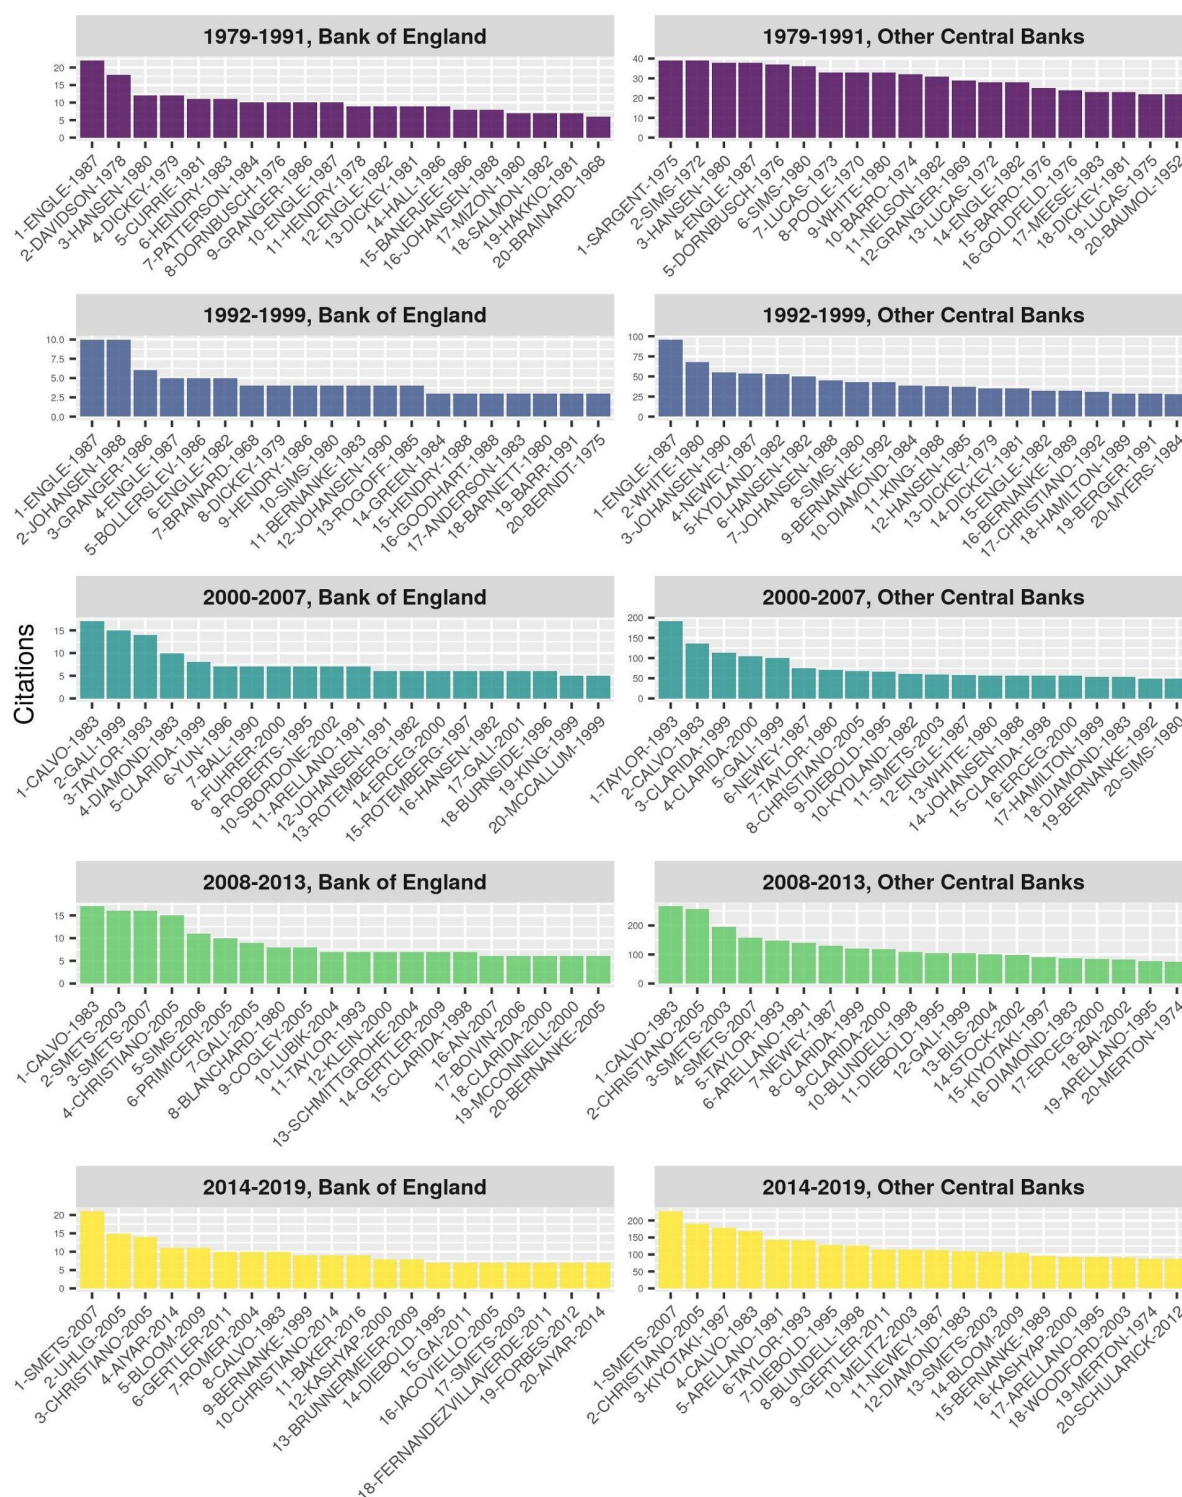 Citations
1979-1991, Bank of England
20
15
10
5
0
1-ENGLE-1987
2-DAVIDSON-1978
3-HANSEN-1980
4-DICKEY-1979
5-CURRIE-1981
6-HENDRY-1983
7-PATTERSON-1984
8-DORNBUSCH-1976
9-GRANGER-1986
10-ENGLE-1987
11-HENDRY-1978
12-ENGLE-1982
13-DICKEY-1981
14-HALL-1986
15-BANERJEE-1986
16-JOHANSEN-1988
17-MIZON-1980
18-SALMON-1982
19-HAKKIO-1981
20-BRAINARD-1968
1979-1991, Other Central Banks
40
30
20
10
0
1-SARGENT-1975
2-SIMS-1972
3-HANSEN-1980
4-ENGLE-1987
5-DORNBUSCH-1976
6-SIMS-1980
7-LUCAS-1973
8-POOLE-1970
9-WHITE-1980
10-BARRO-1974
11-NELSON-1982
12-GRANGER-1969
13-LUCAS-1972
14-ENGLE-1982
15-BARRO-1976
16-GOLDFELD-1976
17-MEESE-1983
18-DICKEY-1981
19-LUCAS-1975
20-BAUMOL-1952
1992-1999, Bank of England
10.0
7.5
5.0
2.5
0.0
1-ENGLE-1987
2-JOHANSEN-1988
3-GRANGER-1986
4-ENGLE-1987
5-BOLLERSLEV-1986
6-ENGLE-1982
7-BRAINARD-1968
8-DICKEY-1979
9-HENDRY-1986
10-SIMS-1980
11-BERNANKE-1983
12-JOHANSEN-1990
13-ROGOFF-1985
14-GREEN-1984
15-HENDRY-1988
16-GOODHART-1988
17-ANDERSON-1983
18-BARNETT-1980
19-BARR-1991
20-BERNDT-1975
1992-1999, Other Central Banks
100
75
50
25
0
1-ENGLE-1987
2-WHITE-1980
3-JOHANSEN-1990
4-NEWEY-1987
5-KYDLAND-1982
6-HANSEN-1982
7-JOHANSEN-1988
8-SIMS-1980
9-BERNANKE-1992
10-DIAMOND-1984
11-KING-1988
12-HANSEN-1985
13-DICKEY-1979
14-DICKEY-1981
15-ENGLE-1982
16-BERNANKE-1989
17-CHRISTIANO-1992
18-HAMILTON-1989
19-BERGER-1991
20-MYERS-1984
2000-2007, Bank of England
15
10
5
0
1-CALVO-1983
2-GALI-1999
3-TAYLOR-1993
4-DIAMOND-1983
5-CLARIDA-1999
6-YUN-1996
7-BALL-1990
8-FUHRER-2000
9-ROBERTS-1995
10-SBORDONE-2002
11-ARELLANO-1991
12-JOHANSEN-1991
13-ROTEMBERG-1982
14-ERCEG-2000
15-ROTEMBERG-1997
16-HANSEN-1982
17-GALI-2001
18-BURNSIDE-1996
19-KING-1999
20-MCCALLUM-1999
2000-2007, Other Central Banks
200
150
100
50
0
1-TAYLOR-1993
2-CALVO-1983
3-CLARIDA-1999
4-CLARIDA-2000
5-GALI-1999
6-NEWEY-1987
7-TAYLOR-1980
8-CHRISTIANO-2005
9-DIEBOLD-1995
10-KYDLAND-1982
11-SMETS-2003
12-ENGLE-1987
13-WHITE-1980
14-JOHANSEN-1988
15-CLARIDA-1998
16-ERCEG-2000
17-HAMILTON-1989
18-DIAMOND-1983
19-BERNANKE-1992
20-SIMS-1980
2008-2013, Bank of England
15
10
5
0
1-CALVO-1983
2-SMETS-2003
3-SMETS-2007
4-CHRISTIANO-2005
5-SIMS-2006
6-PRIMICERI-2005
7-GALI-2005
8-BLANCHARD-1980
9-COGLEY-2005
10-LUBIK-2004
11-TAYLOR-1993
12-KLEIN-2000
13-SCHMITTGROHE-2004
14-GERTLER-2009
15-CLARIDA-1998
16-AN-2007
17-BOIVIN-2006
18-CLARIDA-2000
19-MCCONNELL-2000
20-BERNANKE-2005
2008-2013, Other Central Banks
200
100
0
1-CALVO-1983
2-CHRISTIANO-2005
3-SMETS-2003
4-SMETS-2007
5-TAYLOR-1993
6-ARELLANO-1991
7-NEWEY-1987
8-CLARIDA-1999
9-CLARIDA-2000
10-BLUNDELL-1998
11-DIEBOLD-1995
12-GALI-1999
13-BILS-2004
14-STOCK-2002
15-KIYOTAKI-1997
16-DIAMOND-1983
17-ERCEG-2000
18-BAI-2002
19-ARELLANO-1995
20-MERTON-1974
2014-2019, Bank of England
20
15
10
5
0
1-SMETS-2007
2-UHLIG-2005
3-CHRISTIANO-2005
4-AIYAR-2014
5-BLOOM-2009
6-GERTLER-2011
7-ROMER-2004
8-CALVO-1983
9-BERNANKE-1999
10-CHRISTIANO-2014
11-BAKER-2016
12-KASHYAP-2000
13-BRUNNERMEIER-2009
14-DIEBOLD-1995
15-GAI-2011
16-IACOVIELLO-2005
17-SMETS-2003
18-FERNANDEZVILLAVERDE-2011
19-FORBES-2012
20-AIYAR-2014
2014-2019, Other Central Banks
200
150
100
50
0
1-SMETS-2007
2-CHRISTIANO-2005
3-KIYOTAKI-1997
4-CALVO-1983
5-ARELLANO-1991
6-TAYLOR-1993
7-DIEBOLD-1995
8-BLUNDELL-1998
9-GERTLER-2011
10-MELITZ-2003
11-NEWEY-1987
12-DIAMOND-1983
13-SMETS-2003
14-BLOOM-2009
15-BERNANKE-1989
16-KASHYAP-2000
17-ARELLANO-1995
18-WOODFORD-2003
19-MERTON-1974
20-SCHULARICK-2012